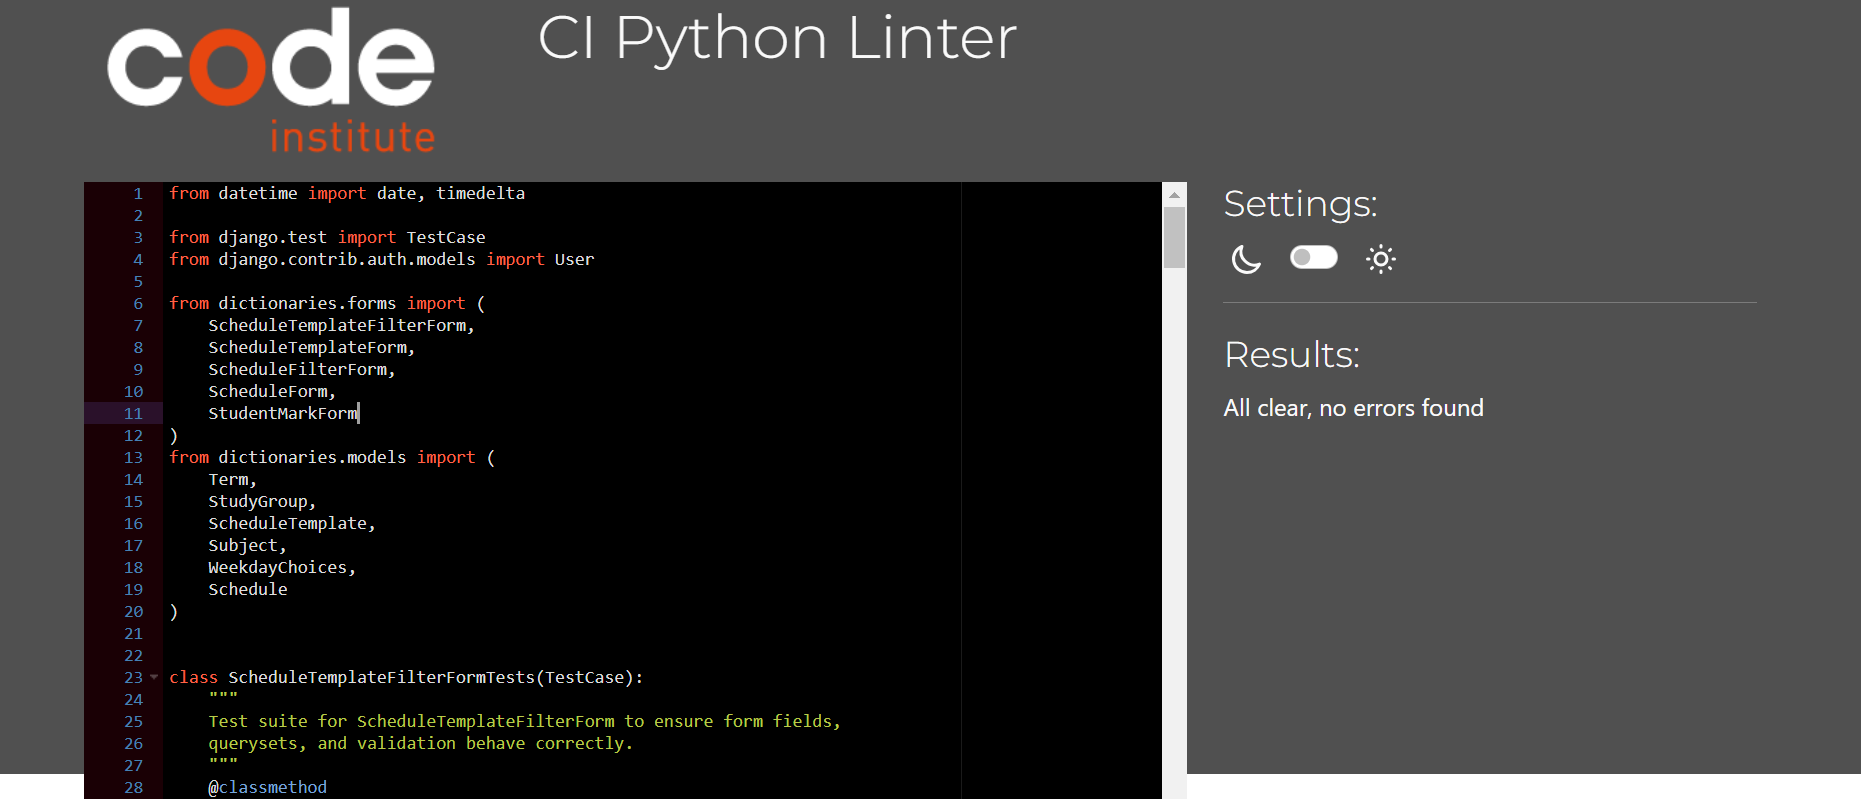 code
institute
CI Python Linter
1 from datetime import date, timedelta
2
3 from django.test import TestCase
4 from django.contrib.auth.models import User
5
6 from dictionaries.forms import (
7     ScheduleTemplateFilterForm,
8     ScheduleTemplateForm,
9     ScheduleFilterForm,
10     ScheduleForm,
11     StudentMarkForm
12 )
13 from dictionaries.models import (
14     Term,
15     StudyGroup,
16     ScheduleTemplate,
17     Subject,
18     WeekdayChoices,
19     Schedule
20 )
21
22
23 class ScheduleTemplateFilterFormTests(TestCase):
24     """
25     Test suite for ScheduleTemplateFilterForm to ensure form fields,
26     querysets, and validation behave correctly.
27     """
28     @classmethod
Settings:
Results:
All clear, no errors found